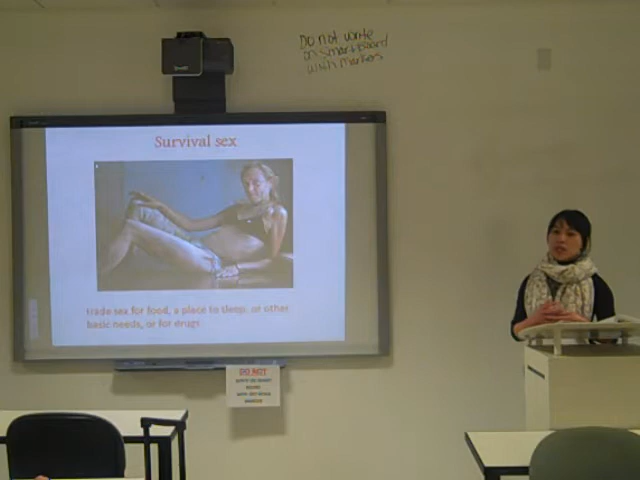 Do not write
on SmartBoard
with markers
Survival sex
trade sex for food, a place to sleep, or other
basic needs, or for drugs
DO NOT